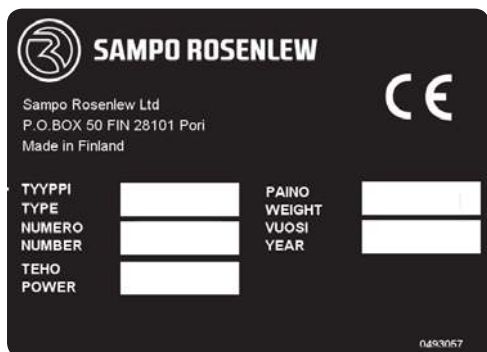 SAMPO ROSENLEW
Sampo Rosenlew Ltd
P.O.BOX 50 FIN 28101 Pori
Made in Finland
CE
TYYPPI
TYPE
NUMERO
NUMBER
TEHO
POWER
PAINO
WEIGHT
VUOSI
YEAR
0493057